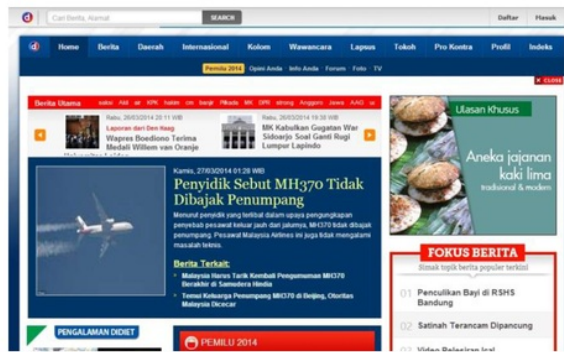 d Cari Berita, Alamat SEARCH Daftar Masuk
d Home Berita Daerah Internasional Kolom Wawancara Lapsus Tokoh Pro Kontra Profil Indeks
Pemilu 2014 Opini Anda Info Anda Forum Foto TV
x CLOSE
Berita Utama
Rabu, 26/03/2014 20:11 WIB
Laporan dari Den Haag
Wapres Boediono Terima
Medali Willem van Oranje
Rabu, 26/03/2014 19:38 WIB
MK Kabulkan Gugatan War
Sidoarjo Soal Ganti Rugi
Lumpur Lapindo
Ulasan Khusus
Aneka jajanan
kaki lima
tradisional & modern
Kamis, 27/03/2014 01:28 WIB
Penyidik Sebut MH370 Tidak
Dibajak Penumpang
Menurut penyidik yang terlibat dalam upaya pengungkapan
penyebab pesawat keluar jauh dari jalurnya, MH370 tidak dibajak
penumpang. Pesawat Malaysia Airlines ini juga tidak mengalami
masalah teknis.
Berita Terkait:
Malaysia Harus Tarik Kembali Pengumuman MH370
Berakhir di Samudera Hindia
Temui Keluarga Penumpang MH370 di Beijing, Otoritas
Malaysia Dicecar
FOKUS BERITA
Simak topik berita populer terkini
01 Penculikan Bayi di RSHS
Bandung
02 Satinah Terancam Dipancung
03 Video Pelesiran
PENGALAMAN DIDIET
PEMILU 2014